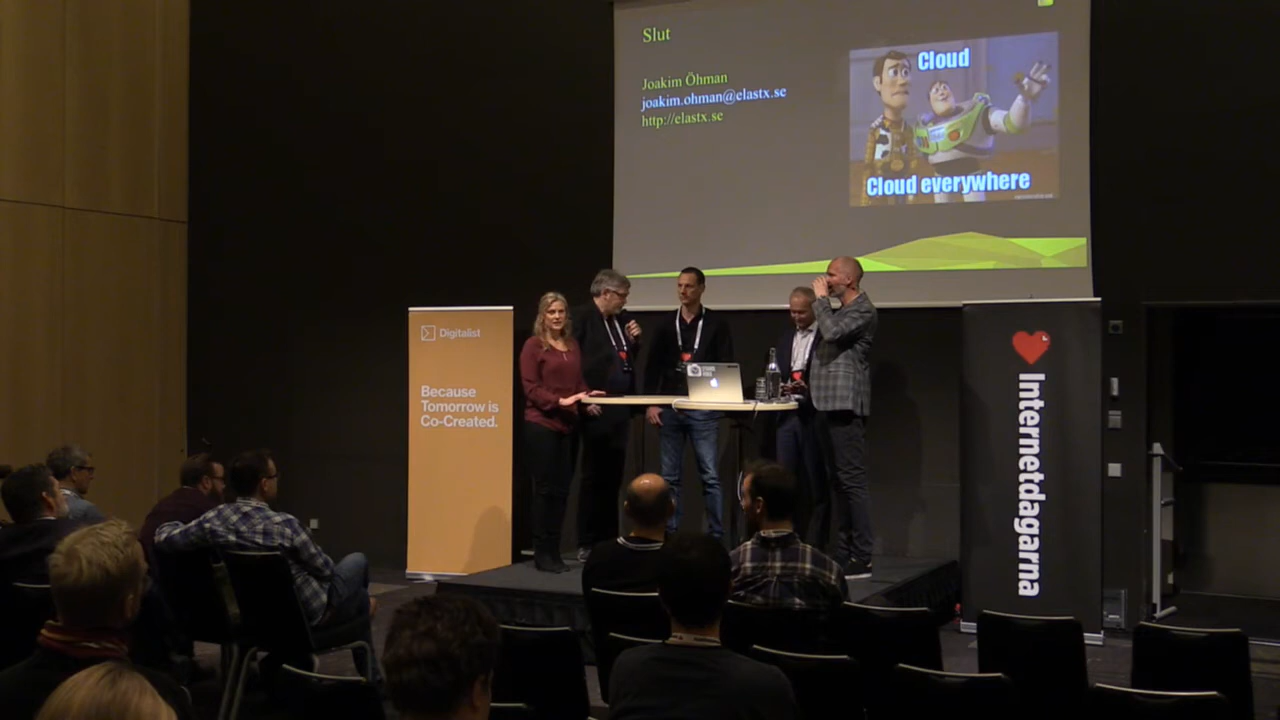 Slut
Joakim Öhman
joakim.ohman@elastx.se
http://elastx.se
Cloud
Cloud everywhere
Digitalist
Because
Tomorrow is
Co-Created.
Internetdagarna